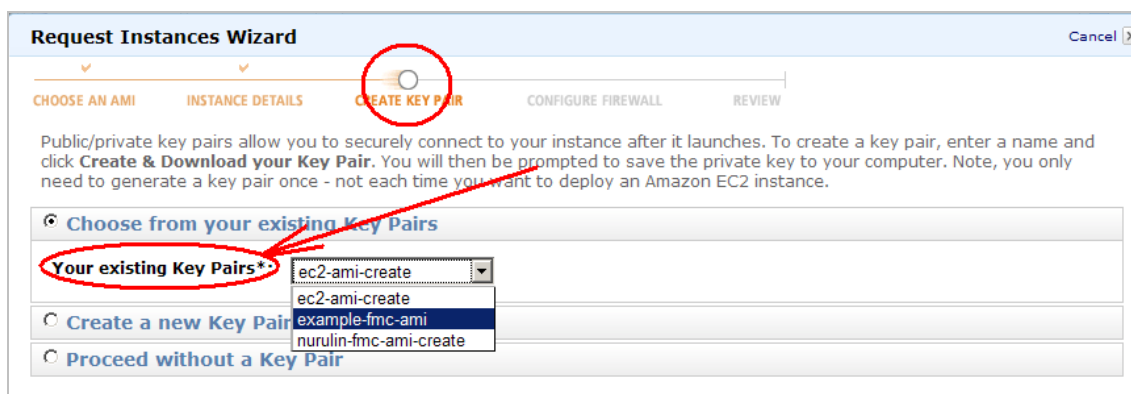 Request Instances Wizard
Cancel
CHOOSE AN AMI INSTANCE DETAILS CREATE KEY PAIR CONFIGURE FIREWALL REVIEW
Public/private key pairs allow you to securely connect to your instance after it launches. To create a key pair, enter a name and
click Create & Download your Key Pair. You will then be prompted to save the private key to your computer. Note, you only
need to generate a key pair once - not each time you want to deploy an Amazon EC2 instance.
Choose from your existing Key Pairs
Your existing Key Pairs*:
ec2-ami-create
ec2-ami-create
example-fmc-ami
nurulin-fmc-ami-create
Create a new Key Pair
Proceed without a Key Pair